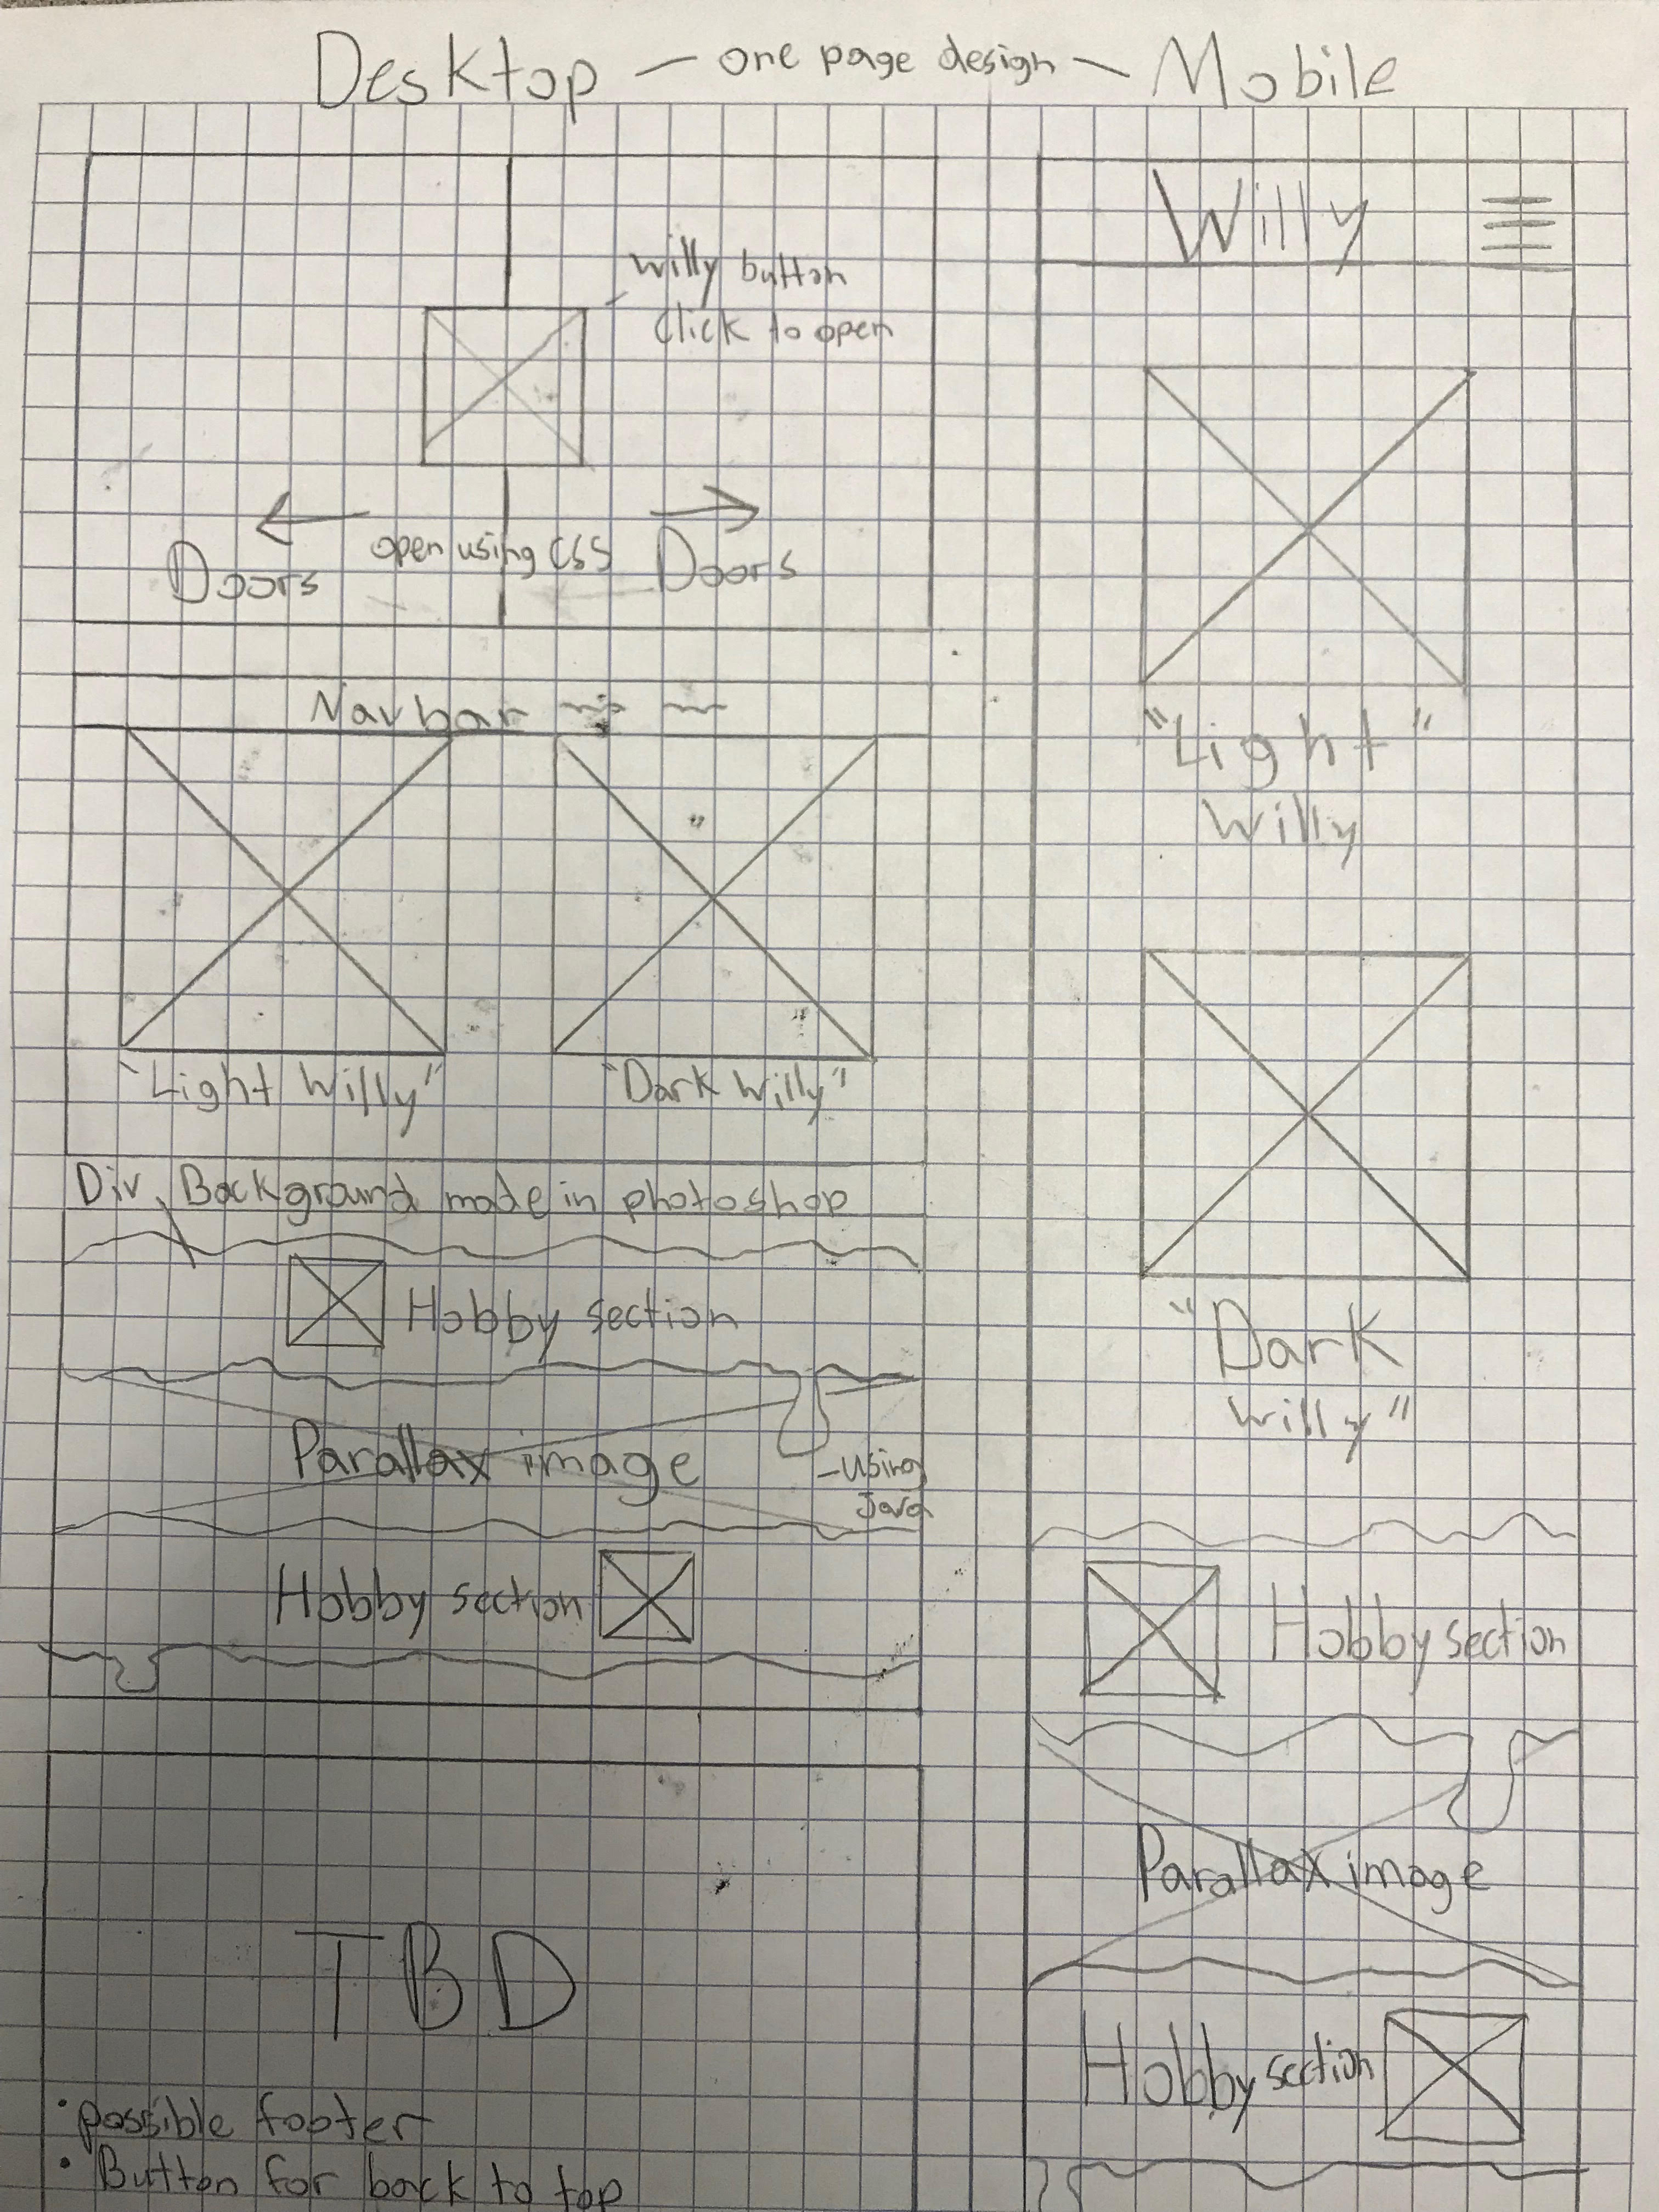 Desktop — one page design — Mobile
willy button
Click to open
open using CSS
Doors
Doors
Navbar
"Light Willy"
"Dark Willy"
Div, Background made in photoshop
Hobby section
Parallax image
- using
Java
Hobby section
TBD
• possible footer
• Button for back to top
Willy
"Light"
Willy
"Dark
Willy"
Hobby section
Parallax image
Hobby section